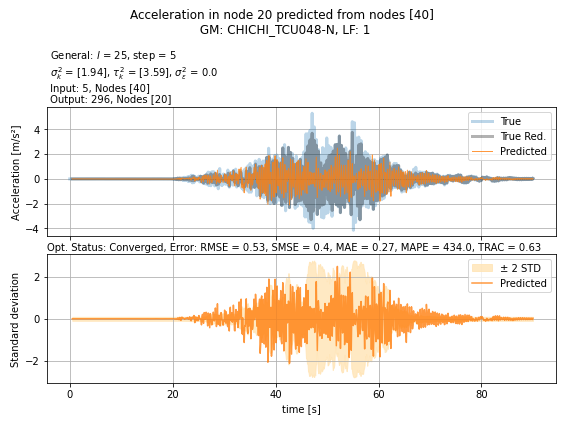 Acceleration in node 20 predicted from nodes [40]
GM: CHICHI_TCU048-N, LF: 1
General: l = 25, step = 5
σ²ₖ = [1.94], τ²ₖ = [3.59], σ²ε = 0.0
Input: 5, Nodes [40]
Output: 296, Nodes [20]
Acceleration [m/s²]
4
2
0
−2
−4
True
True Red.
Predicted
Opt. Status: Converged, Error: RMSE = 0.53, SMSE = 0.4, MAE = 0.27, MAPE = 434.0, TRAC = 0.63
Standard deviation
2
0
−2
± 2 STD
Predicted
0 20 40 60 80
time [s]